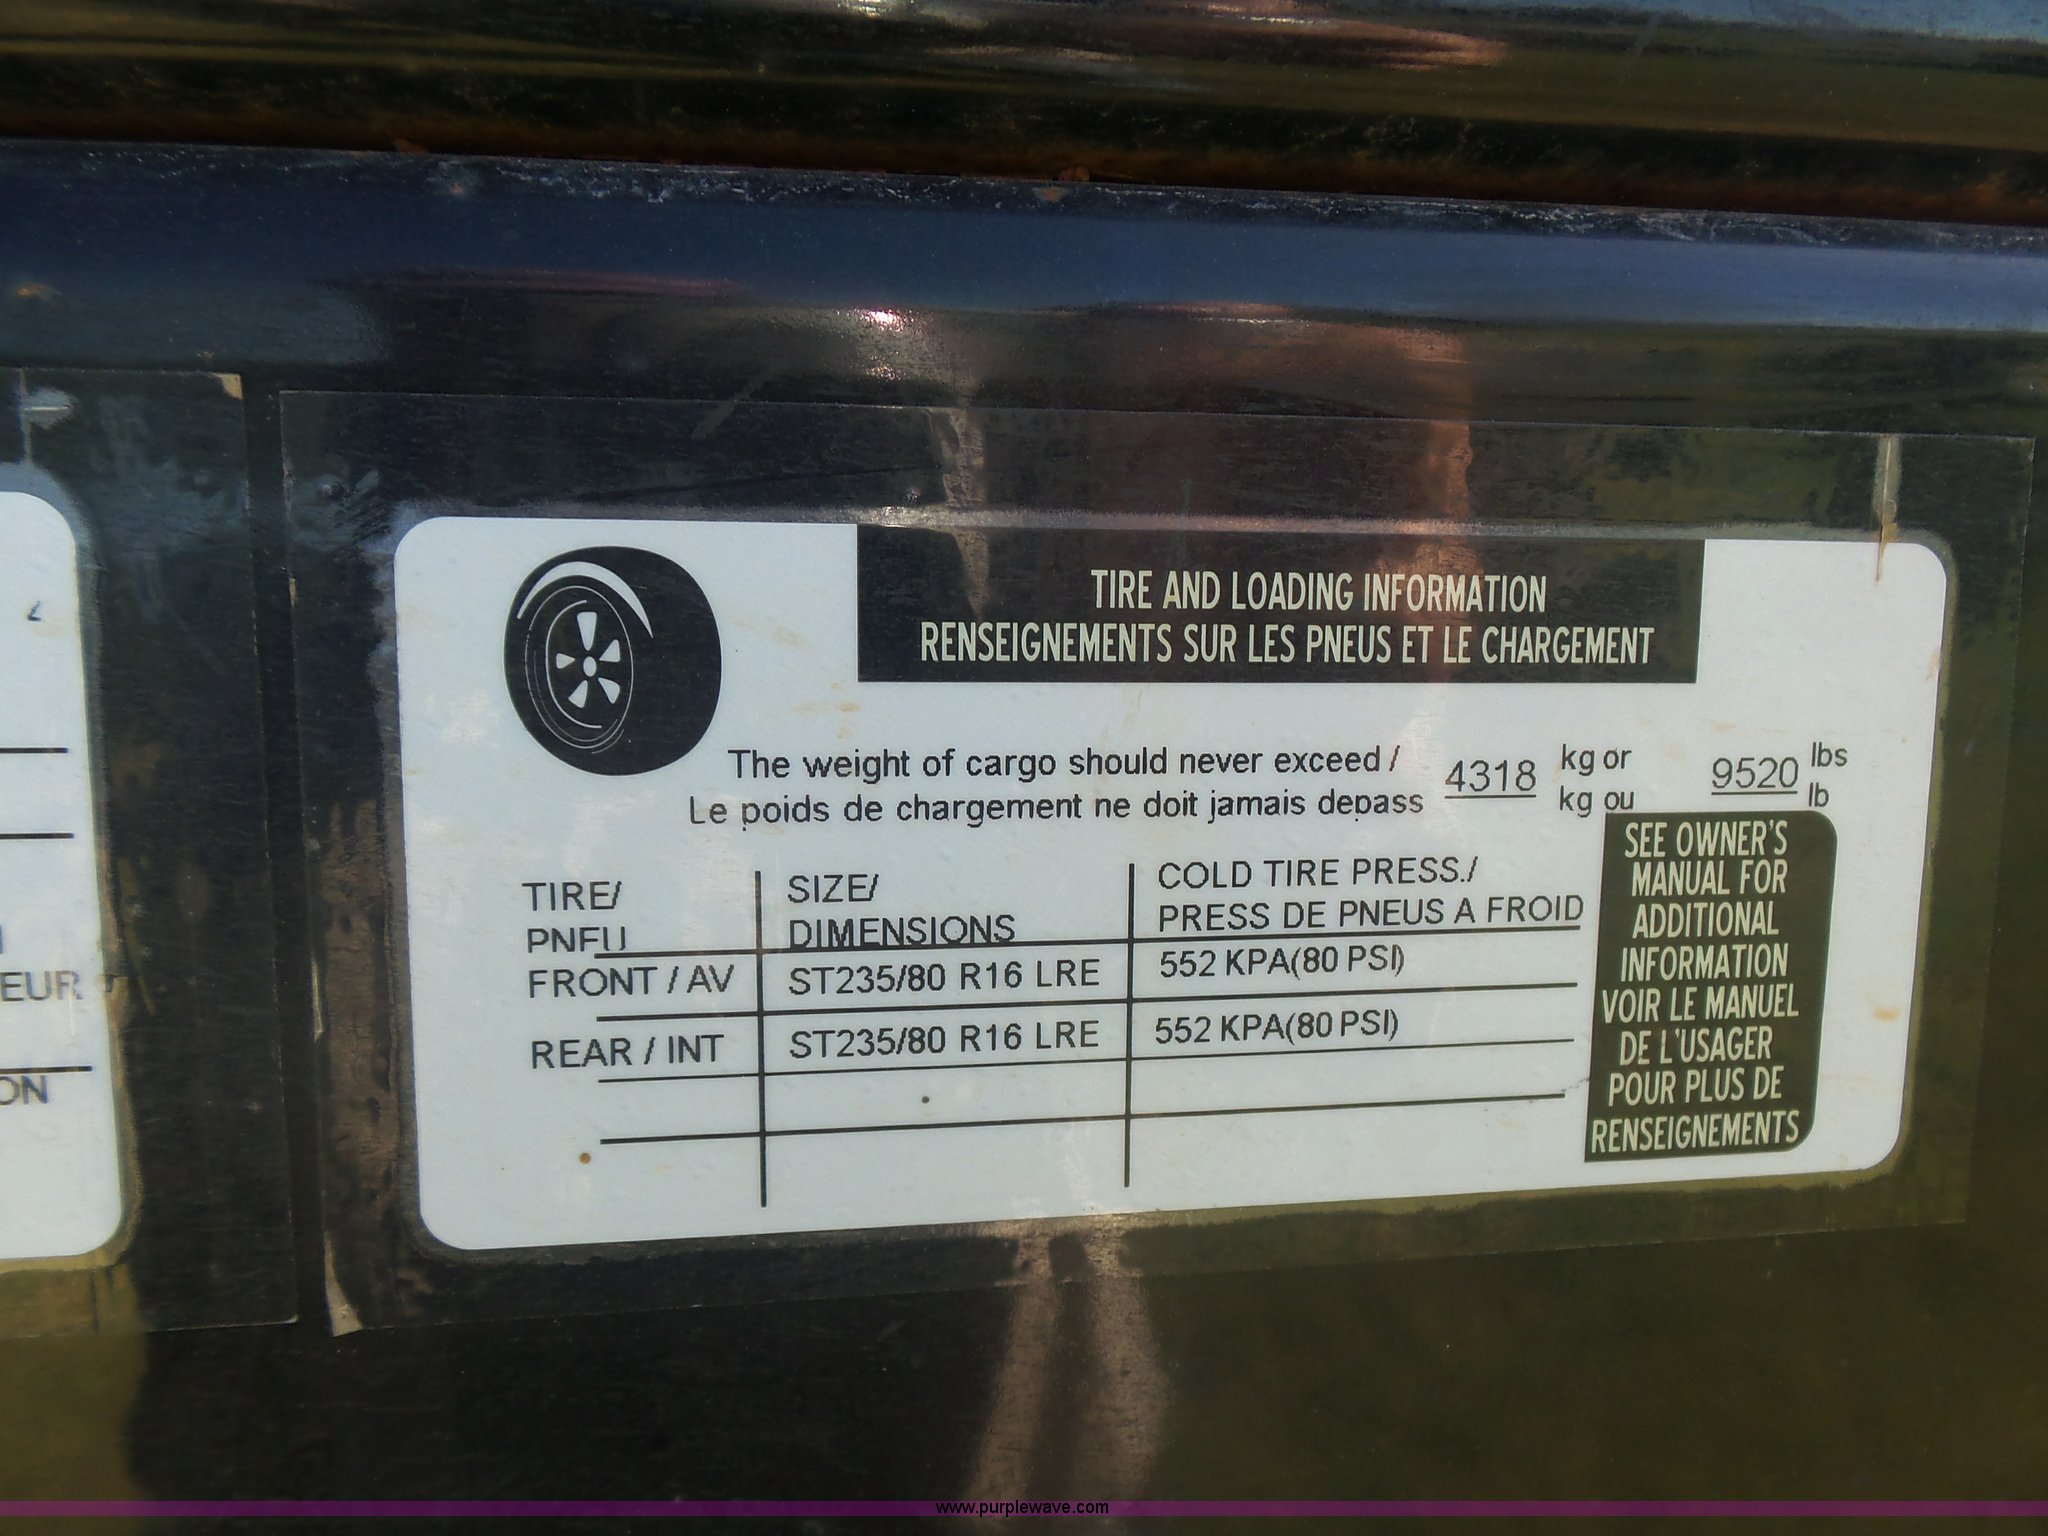 TIRE AND LOADING INFORMATION
RENSEIGNEMENTS SUR LES PNEUS ET LE CHARGEMENT
The weight of cargo should never exceed / 4318 kg or 9520 lbs
Le poids de chargement ne doit jamais depass kg ou lb
TIRE/ SIZE/ COLD TIRE PRESS./
PNEU DIMENSIONS PRESS DE PNEUS A FROID
FRONT / AV ST235/80 R16 LRE 552 KPA(80 PSI)
REAR / INT ST235/80 R16 LRE 552 KPA(80 PSI)
SEE OWNER'S
MANUAL FOR
ADDITIONAL
INFORMATION
VOIR LE MANUEL
DE L'USAGER
POUR PLUS DE
RENSEIGNEMENTS
EUR
ON
www.purplewave.com